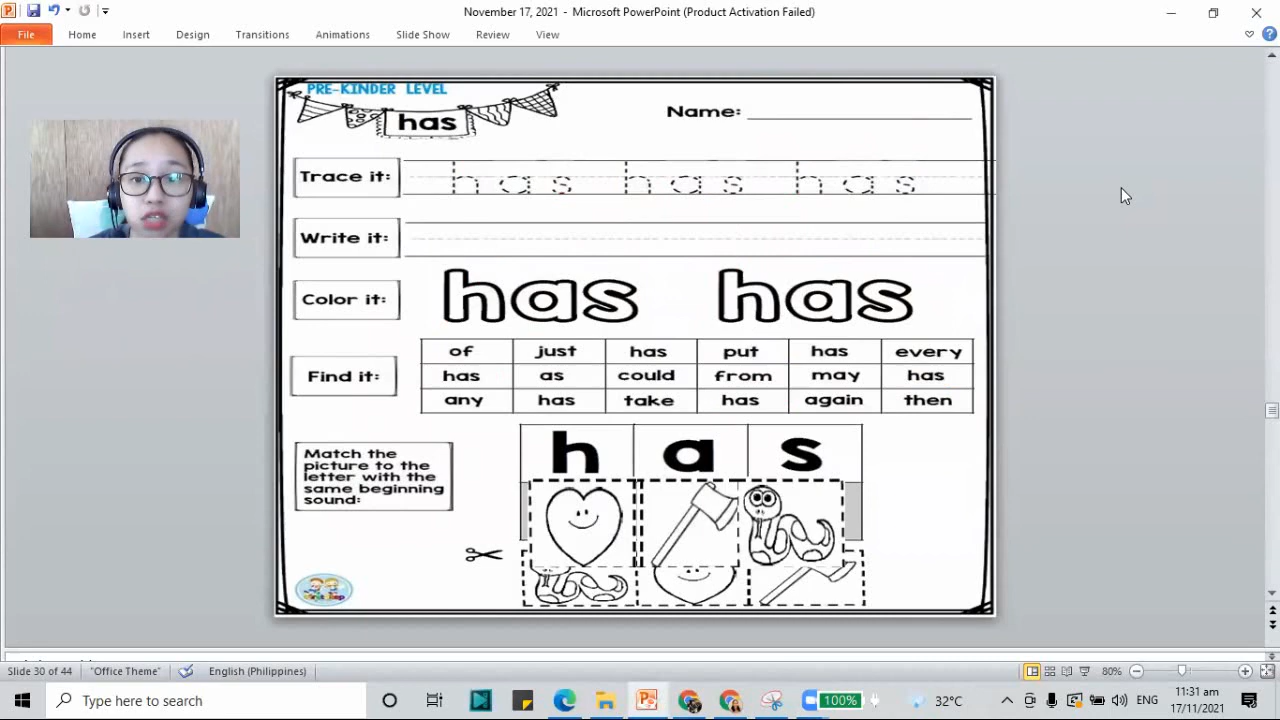 November 17, 2021 - Microsoft PowerPoint (Product Activation Failed)
File Home Insert Design Transitions Animations Slide Show Review View
PRE-KINDER LEVEL
has
Name:
Trace it: has has has
Write it:
Color it: has has
Find it:
of just has put has every
has as could from may has
any has take has again then
h a s
Match the
picture to the
letter with the
same beginning
sound:
Slide 30 of 44 "Office Theme" English (Philippines) 80%
Type here to search 100% 32°C ENG 11:31 am
17/11/2021